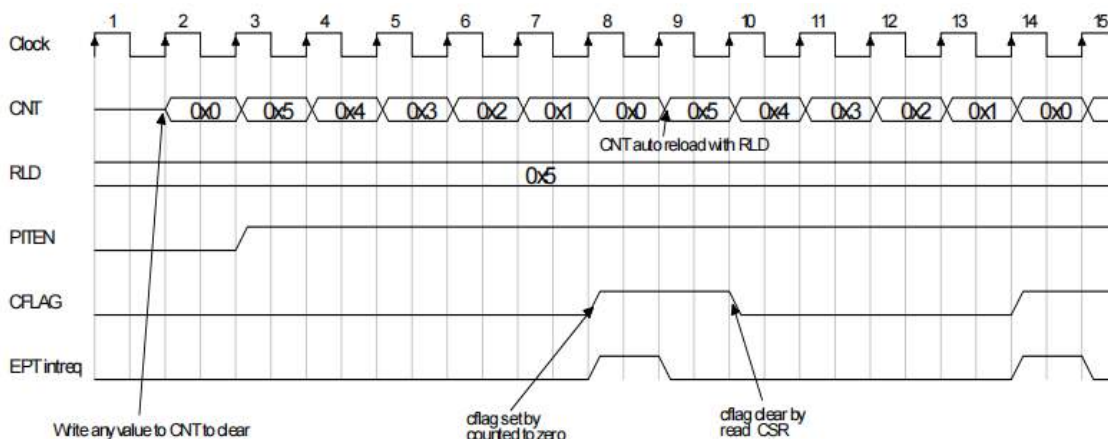 1 2 3 4 5 6 7 8 9 10 11 12 13 14 15
Clock
CNT 0x0 0x5 0x4 0x3 0x2 0x1 0x0 0x5 0x4 0x3 0x2 0x1 0x0
CNT auto reload with RLD
RLD 0x5
PITEN
CFLAG
EPT intreq
Write any value to CNT to clear
cflag set by
counted to zero
cflag clear by
read CSR